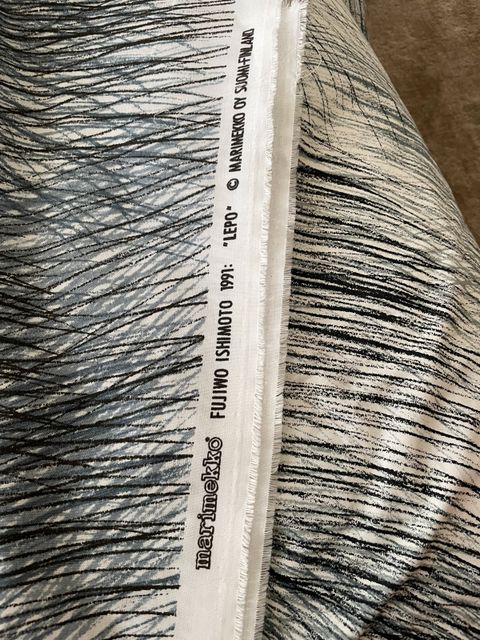 marimekko® FUJIWO ISHIMOTO 1991: "LEPO" © MARIMEKKO OY SUOMI-FINLAND